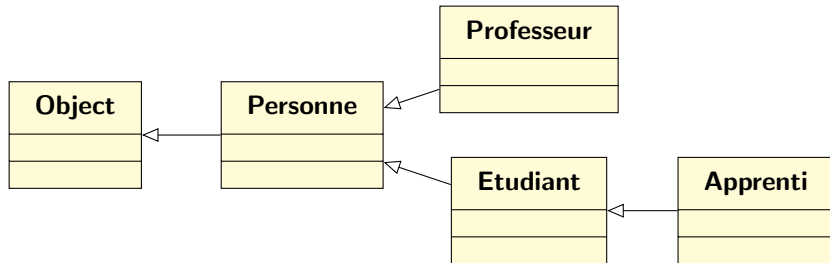 Professeur
Object
Personne
Etudiant
Apprenti